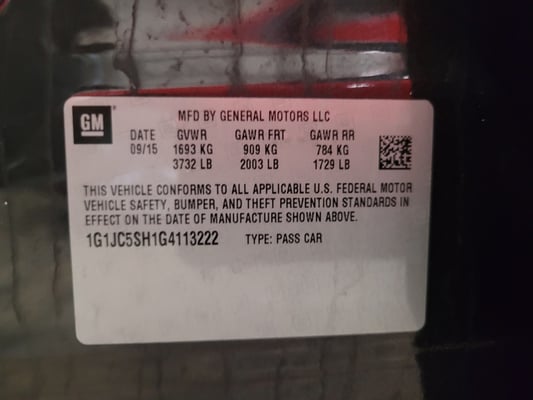 GM
MFD BY GENERAL MOTORS LLC
DATE GVWR GAWR FRT GAWR RR
09/15 1693 KG 909 KG 784 KG
3732 LB 2003 LB 1729 LB
THIS VEHICLE CONFORMS TO ALL APPLICABLE U.S. FEDERAL MOTOR
VEHICLE SAFETY, BUMPER, AND THEFT PREVENTION STANDARDS IN
EFFECT ON THE DATE OF MANUFACTURE SHOWN ABOVE.
1G1JC5SH1G4113222 TYPE: PASS CAR